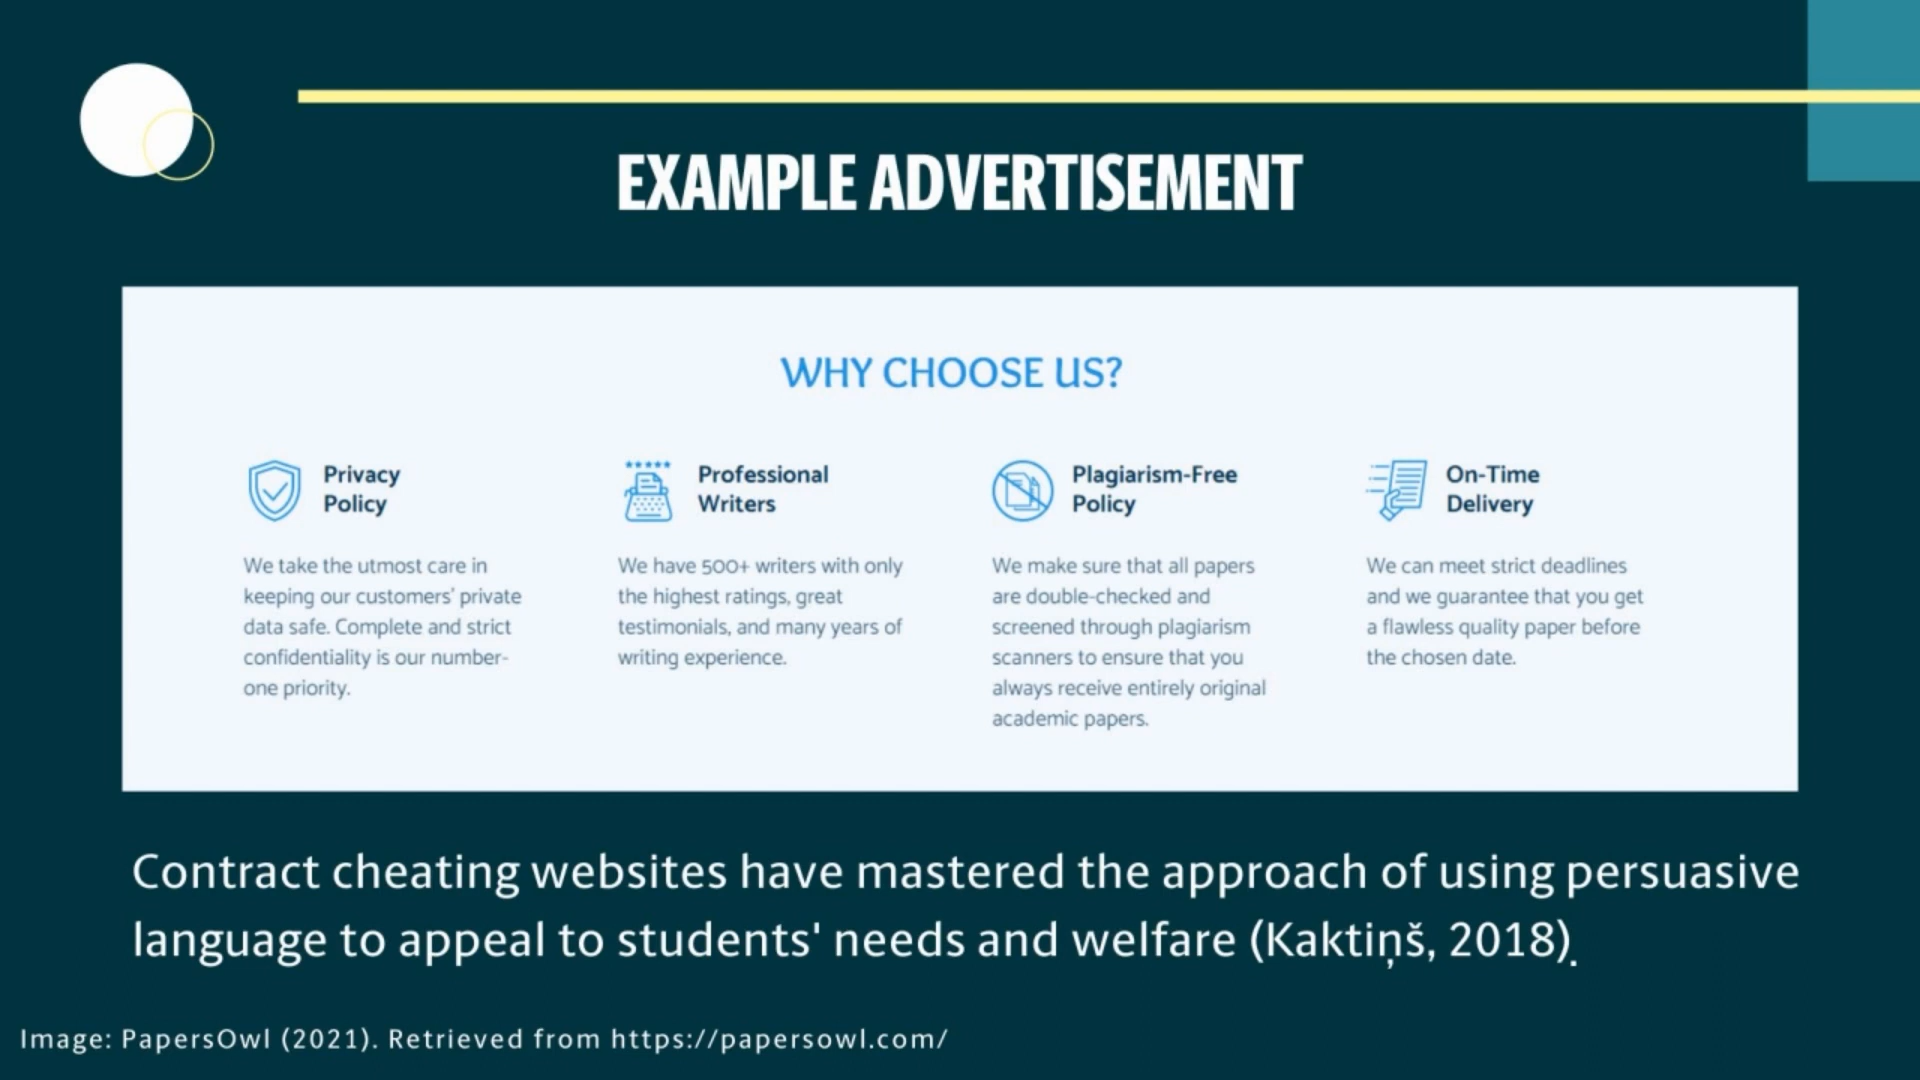 EXAMPLE ADVERTISEMENT
WHY CHOOSE US?
Privacy
Policy
We take the utmost care in
keeping our customers' private
data safe. Complete and strict
confidentiality is our number-
one priority.
Professional
Writers
We have 500+ writers with only
the highest ratings, great
testimonials, and many years of
writing experience.
Plagiarism-Free
Policy
We make sure that all papers
are double-checked and
screened through plagiarism
scanners to ensure that you
always receive entirely original
academic papers.
On-Time
Delivery
We can meet strict deadlines
and we guarantee that you get
a flawless quality paper before
the chosen date.
Contract cheating websites have mastered the approach of using persuasive
language to appeal to students' needs and welfare (Kaktiņš, 2018).
Image: PapersOwl (2021). Retrieved from https://papersowl.com/